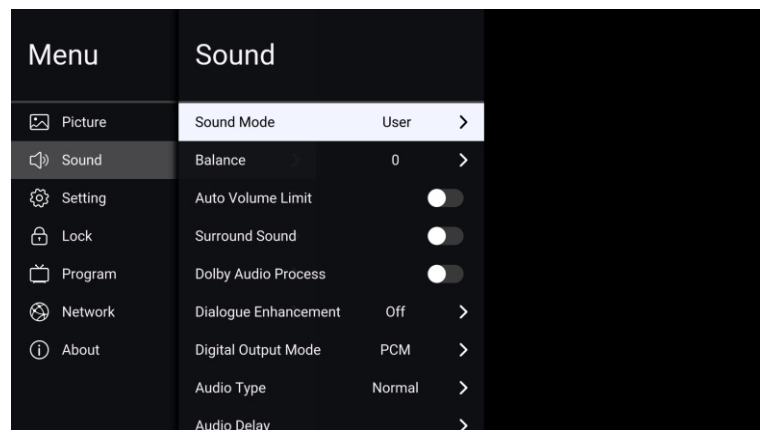 Menu
Picture
Sound
Setting
Lock
Program
Network
About
Sound
Sound Mode User
Balance 0
Auto Volume Limit
Surround Sound
Dolby Audio Process
Dialogue Enhancement Off
Digital Output Mode PCM
Audio Type Normal
Audio Delay